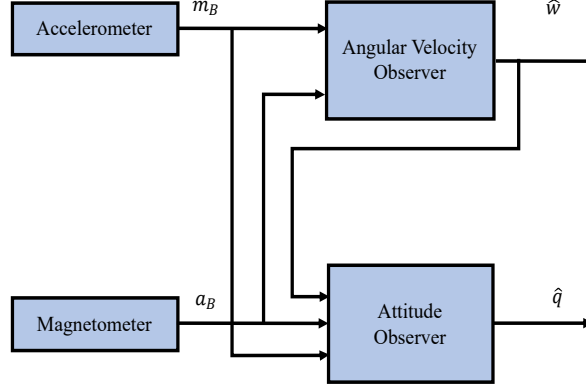 m_B
ŵ
Accelerometer
Angular Velocity
Observer
a_B
q̂
Magnetometer
Attitude
Observer